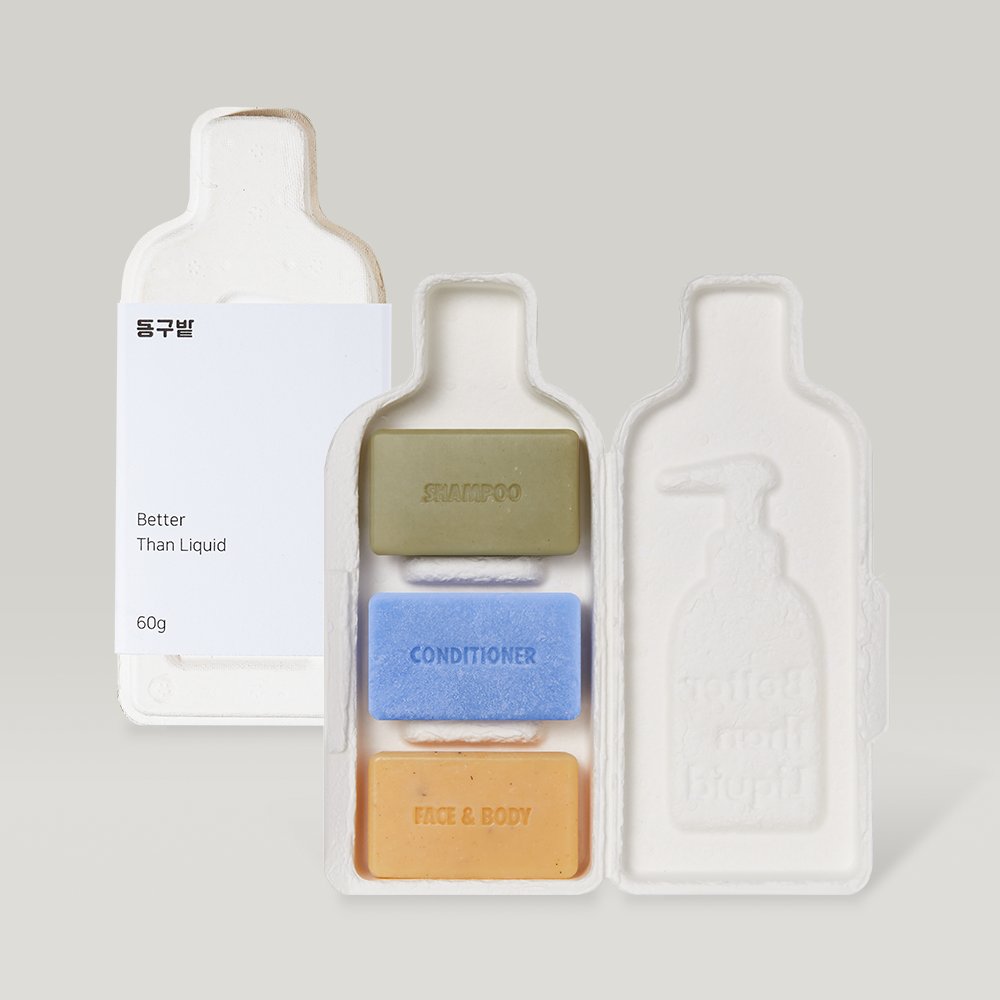 동구밭
Better
Than Liquid
60g
SHAMPOO
CONDITIONER
FACE & BODY
Better
than
Liquid